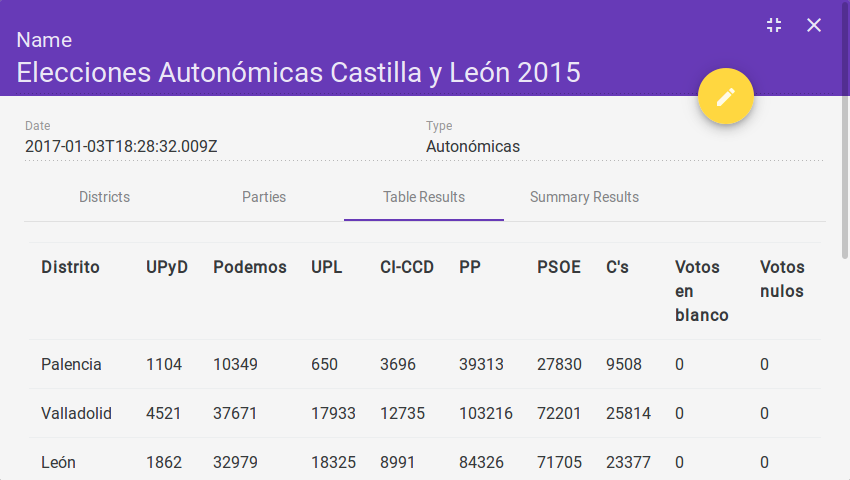 Name
Elecciones Autonómicas Castilla y León 2015
Date
Type
2017-01-03T18:28:32.009Z
Autonómicas
Districts Parties Table Results Summary Results
Distrito UPyD Podemos UPL CI-CCD PP PSOE C's Votos en blanco Votos nulos
Palencia 1104 10349 650 3696 39313 27830 9508 0 0
Valladolid 4521 37671 17933 12735 103216 72201 25814 0 0
León 1862 32979 18325 8991 84326 71705 23377 0 0